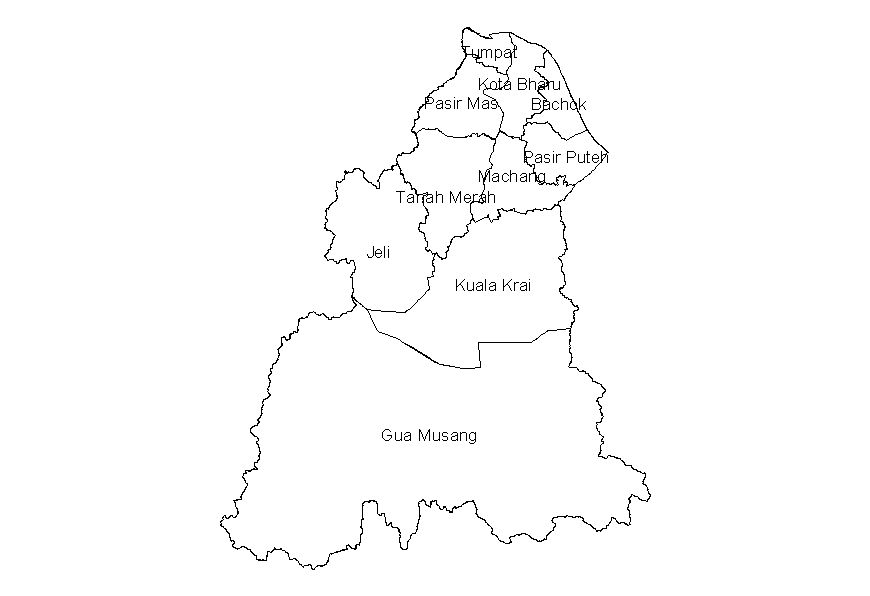 Tumpat
Kota Bharu
Pasir Mas
Bachok
Pasir Puteh
Machang
Tanah Merah
Jeli
Kuala Krai
Gua Musang